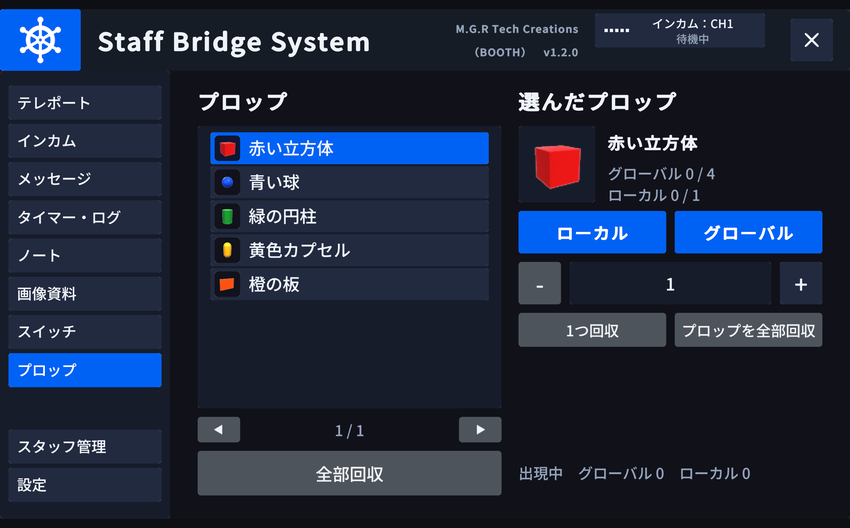 Staff Bridge System
M.G.R Tech Creations
（BOOTH） v1.2.0
インカム：CH1
待機中
テレポート
インカム
メッセージ
タイマー・ログ
ノート
画像資料
スイッチ
プロップ
スタッフ管理
設定
プロップ
赤い立方体
青い球
緑の円柱
黄色カプセル
橙の板
1 / 1
全部回収
選んだプロップ
赤い立方体
グローバル 0 / 4
ローカル 0 / 1
ローカル
グローバル
- 1 +
1つ回収
プロップを全部回収
出現中 グローバル 0 ローカル 0